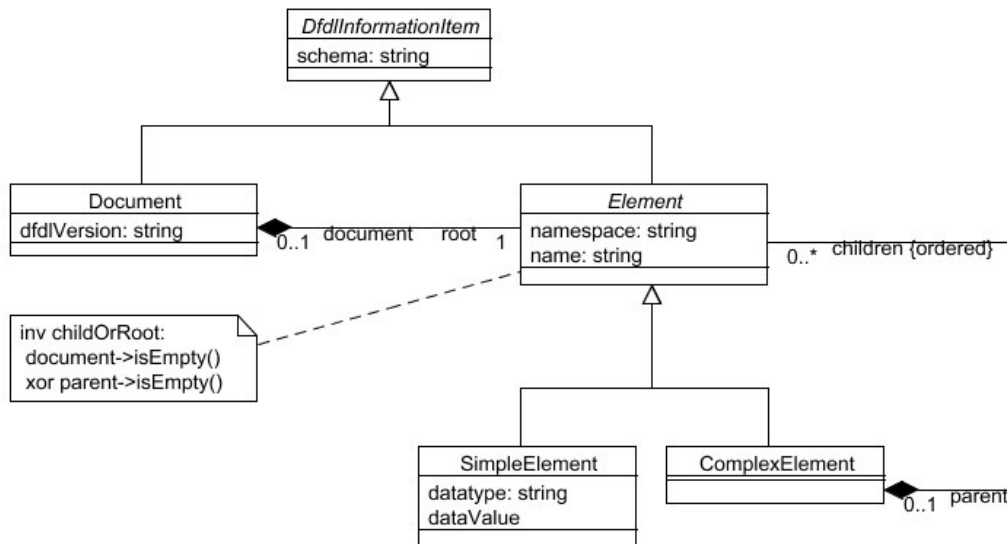 DfdlInformationItem
schema: string
Document
dfdlVersion: string
0..1 document root 1
Element
namespace: string
name: string
0..* children {ordered}
inv childOrRoot:
document->isEmpty()
xor parent->isEmpty()
SimpleElement
datatype: string
dataValue
ComplexElement
0..1 parent